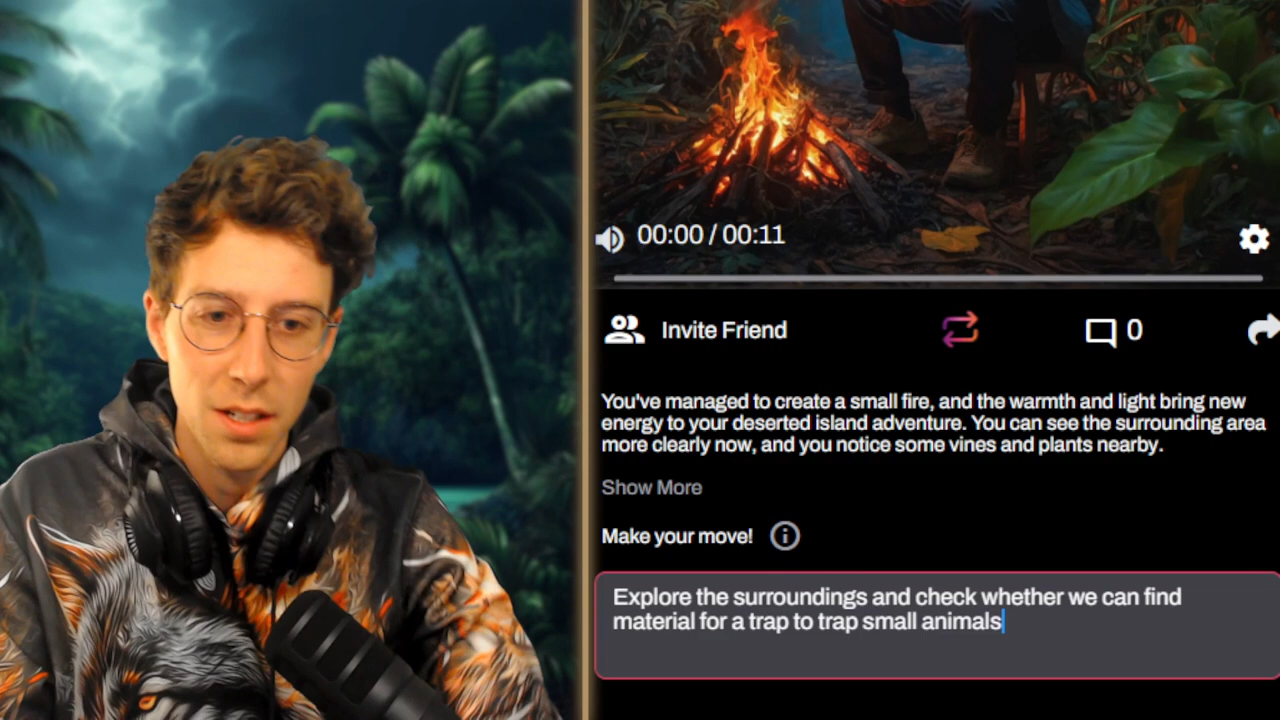 00:00 / 00:11
Invite Friend
0
You've managed to create a small fire, and the warmth and light bring new
energy to your deserted island adventure. You can see the surrounding area
more clearly now, and you notice some vines and plants nearby.
Show More
Make your move!
Explore the surroundings and check whether we can find
material for a trap to trap small animals